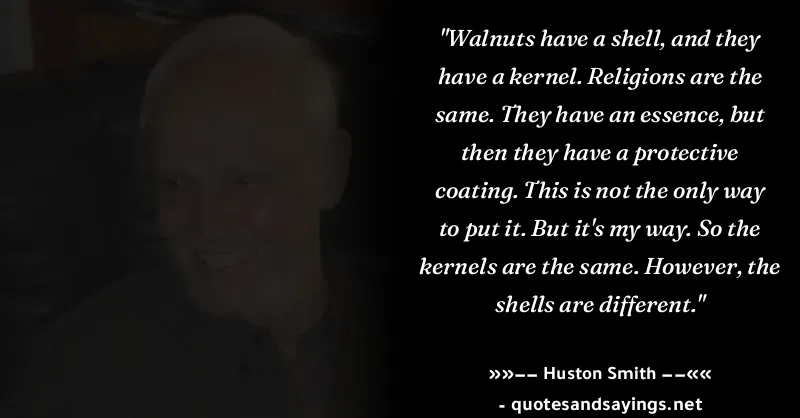 "Walnuts have a shell, and they
have a kernel. Religions are the
same. They have an essence, but
then they have a protective
coating. This is not the only way
to put it. But it's my way. So the
kernels are the same. However, the
shells are different."
»»−− Huston Smith −−««
- quotesandsayings.net